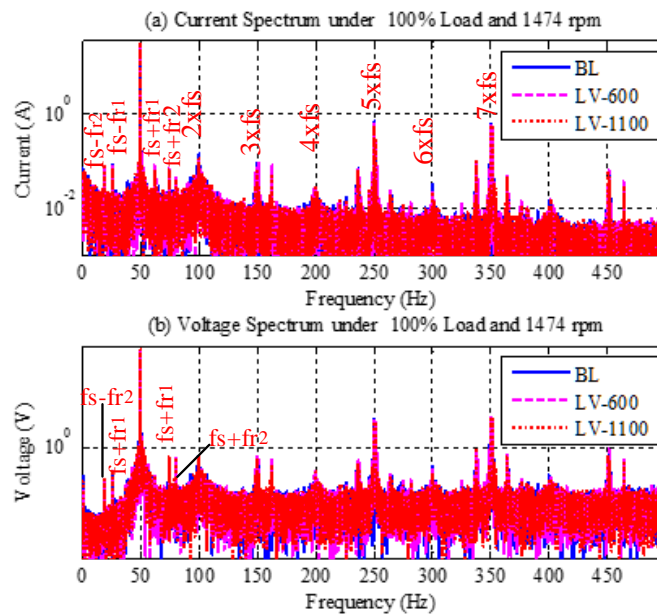 (a) Current Spectrum under 100% Load and 1474 rpm
Current (A)
10^0
10^-2
fs-fr2
fs-fr1
fs+fr1
fs+fr2
2xfs
3xfs
4xfs
5xfs
6xfs
7xfs
BL
LV-600
LV-1100
0 50 100 150 200 250 300 350 400 450
Frequency (Hz)
(b) Voltage Spectrum under 100% Load and 1474 rpm
Voltage (V)
10^0
fs-fr2
fs+fr1
fs+fr1
fs+fr2
BL
LV-600
LV-1100
0 50 100 150 200 250 300 350 400 450
Frequency (Hz)